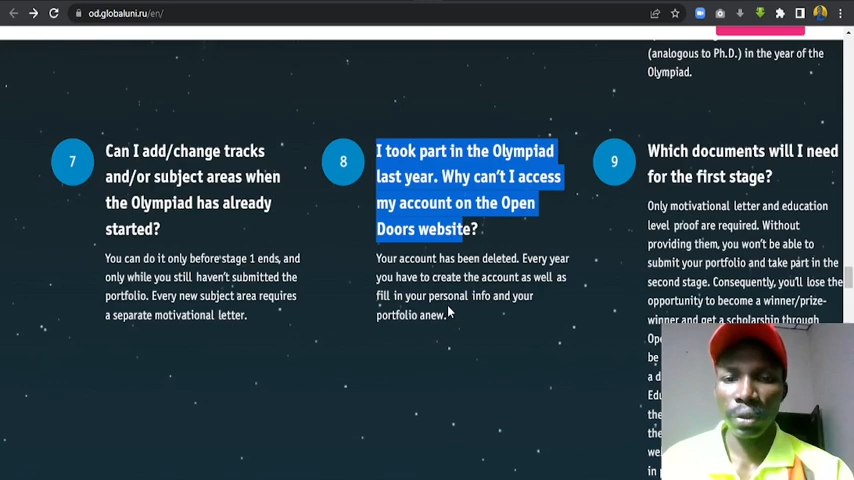 od.globaluni.ru/en/
(analogous to Ph.D.) in the year of the
Olympiad.
7
Can I add/change tracks
and/or subject areas when
the Olympiad has already
started?
You can do it only before stage 1 ends, and
only while you still haven't submitted the
portfolio. Every new subject area requires
a separate motivational letter.
8
I took part in the Olympiad
last year. Why can't I access
my account on the Open
Doors website?
Your account has been deleted. Every year
you have to create the account as well as
fill in your personal info and your
portfolio anew.
9
Which documents will I need
for the first stage?
Only motivational letter and education
level proof are required. Without
providing them, you won't be able to
submit your portfolio and take part in the
second stage. Consequently, you'll lose the
opportunity to become a winner/prize-
winner and get a scholarship through